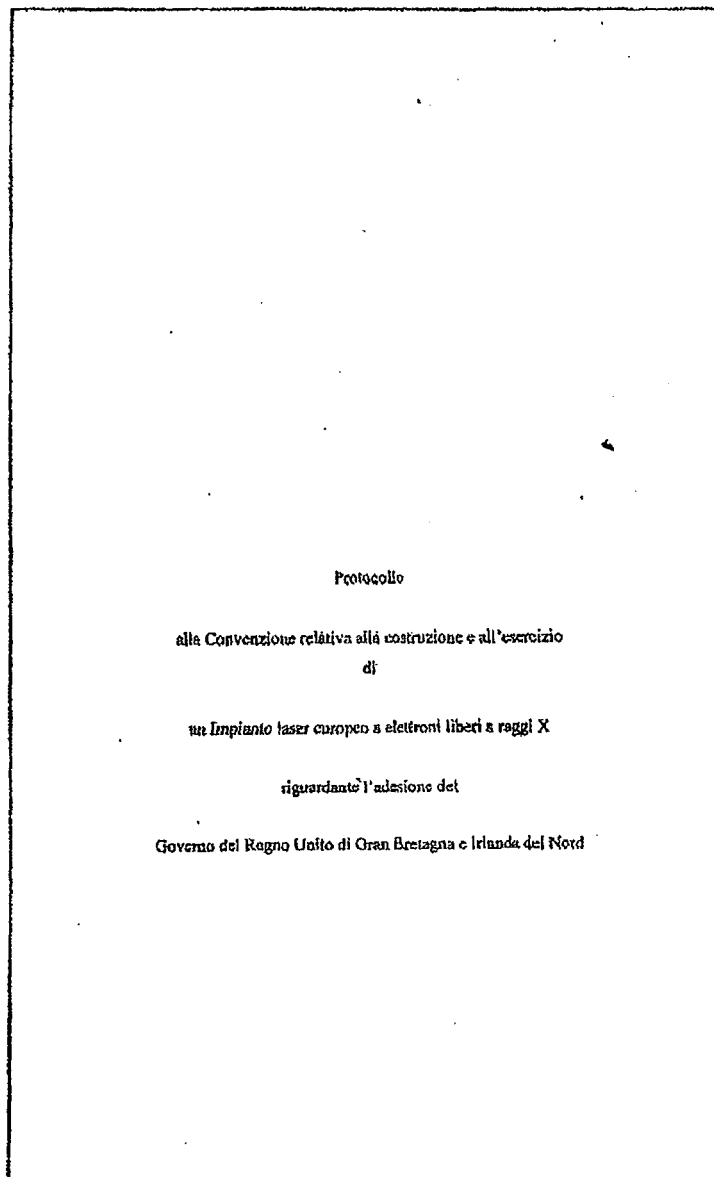 Protocollo
alla Convenzione relativa alla costruzione e all'esercizio
di
un Impianto laser europeo a elettroni liberi a raggi X
riguardante l'adesione del
Governo del Regno Unito di Gran Bretagna e Irlanda del Nord